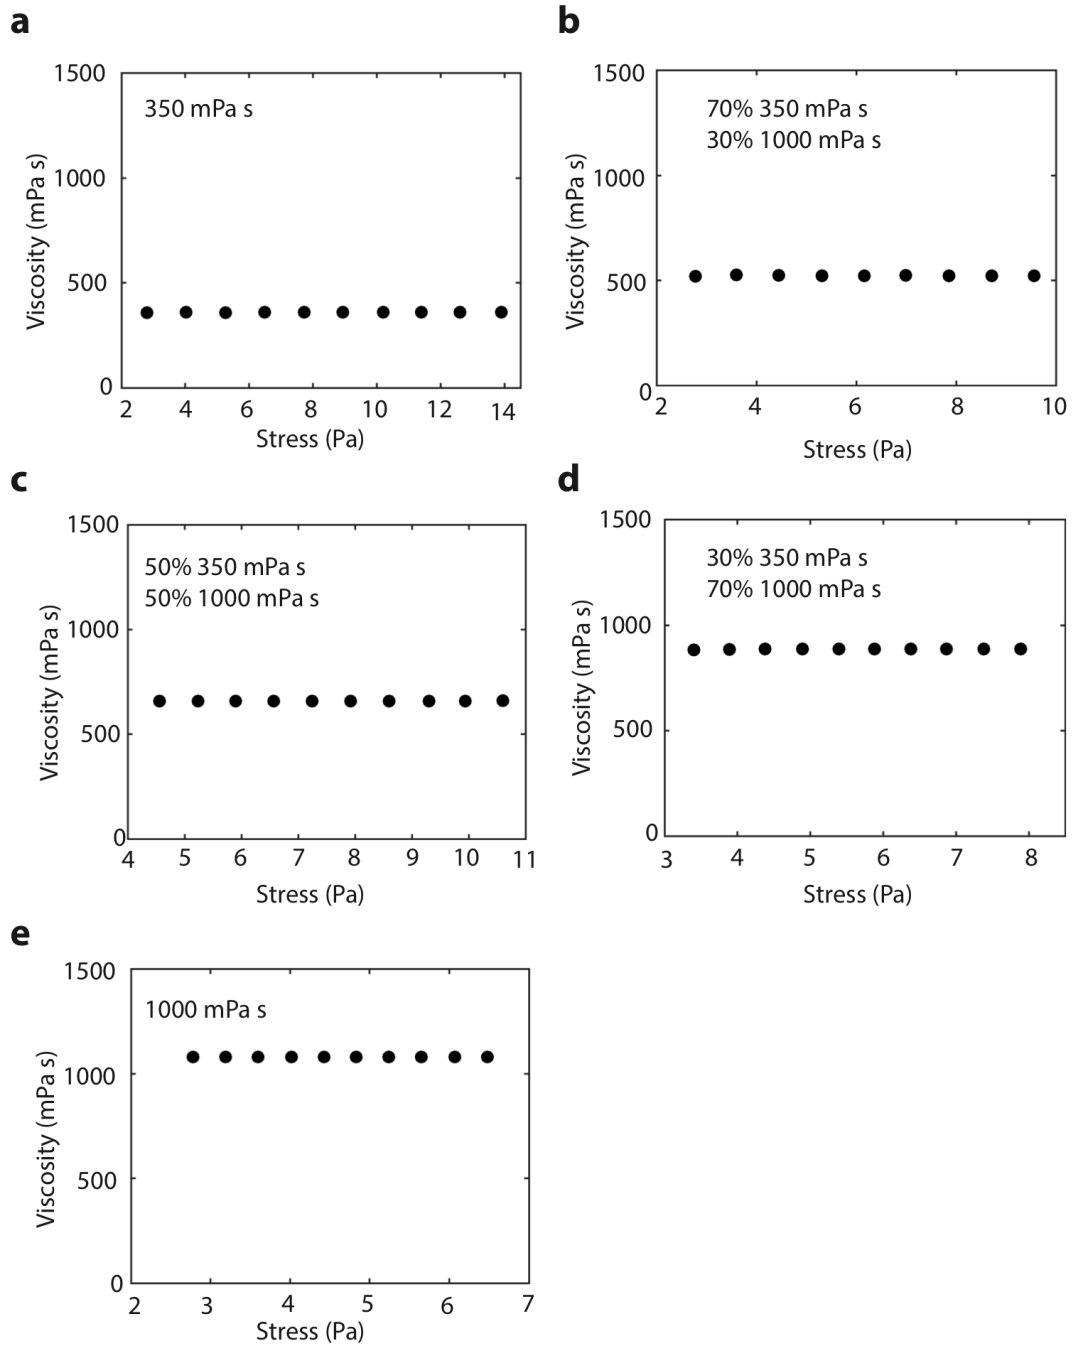 a
1500
1000
500
0
Viscosity (mPa s)
350 mPa s
2 4 6 8 10 12 14
Stress (Pa)
b
1500
1000
500
0
Viscosity (mPa s)
70% 350 mPa s
30% 1000 mPa s
2 4 6 8 10
Stress (Pa)
c
1500
1000
500
0
Viscosity (mPa s)
50% 350 mPa s
50% 1000 mPa s
4 5 6 7 8 9 10 11
Stress (Pa)
d
1500
1000
500
0
Viscosity (mPa s)
30% 350 mPa s
70% 1000 mPa s
3 4 5 6 7 8
Stress (Pa)
e
1500
1000
500
0
Viscosity (mPa s)
1000 mPa s
2 3 4 5 6 7
Stress (Pa)